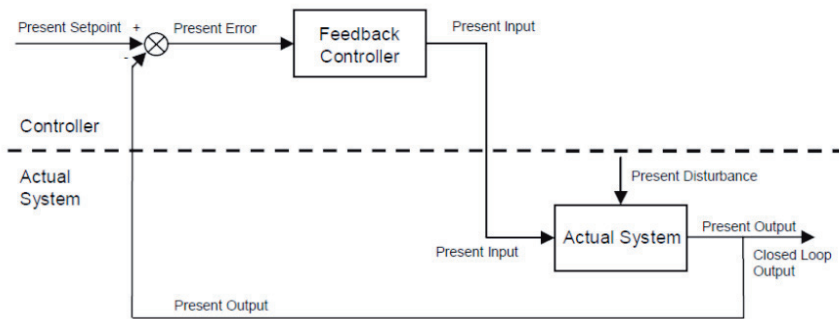 Present Setpoint
+
-
Present Error
Feedback
Controller
Present Input
Controller
Actual
System
Present Disturbance
Present Input
Actual System
Present Output
Closed Loop
Output
Present Output